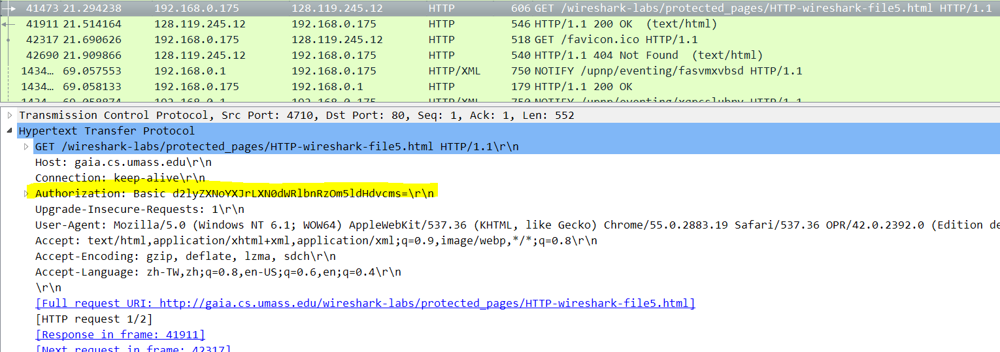 41473 21.294238 192.168.0.175 128.119.245.12 HTTP 606 GET /wireshark-labs/protected_pages/HTTP-wireshark-file5.html HTTP/1.1
41911 21.514164 128.119.245.12 192.168.0.175 HTTP 546 HTTP/1.1 200 OK (text/html)
42317 21.690626 192.168.0.175 128.119.245.12 HTTP 518 GET /favicon.ico HTTP/1.1
42690 21.909866 128.119.245.12 192.168.0.175 HTTP 540 HTTP/1.1 404 Not Found (text/html)
1434… 69.057553 192.168.0.1 192.168.0.175 HTTP/XML 750 NOTIFY /upnp/eventing/fasvmxvbsd HTTP/1.1
1434… 69.058133 192.168.0.175 192.168.0.1 HTTP 179 HTTP/1.1 200 OK
1434… 69.058874 192.168.0.1 192.168.0.175 HTTP/XML 750 NOTIFY HTTP/1.1
Transmission Control Protocol, Src Port: 4710, Dst Port: 80, Seq: 1, Ack: 1, Len: 552
Hypertext Transfer Protocol
GET /wireshark-labs/protected_pages/HTTP-wireshark-file5.html HTTP/1.1\r\n
Host: gaia.cs.umass.edu\r\n
Connection: keep-alive\r\n
Authorization: Basic d2lyZXNoYXJrLXN0dWRlbnRzOm5ldHdvcms=\r\n
Upgrade-Insecure-Requests: 1\r\n
User-Agent: Mozilla/5.0 (Windows NT 6.1; WOW64) AppleWebKit/537.36 (KHTML, like Gecko) Chrome/55.0.2883.19 Safari/537.36 OPR/42.0.2392.0 (Edition de
Accept: text/html,application/xhtml+xml,application/xml;q=0.9,image/webp,*/*;q=0.8\r\n
Accept-Encoding: gzip, deflate, lzma, sdch\r\n
Accept-Language: zh-TW,zh;q=0.8,en-US;q=0.6,en;q=0.4\r\n
\r\n
[Full request URI: http://gaia.cs.umass.edu/wireshark-labs/protected_pages/HTTP-wireshark-file5.html]
[HTTP request 1/2]
[Response in frame: 41911]
[Next request in frame: 42317]